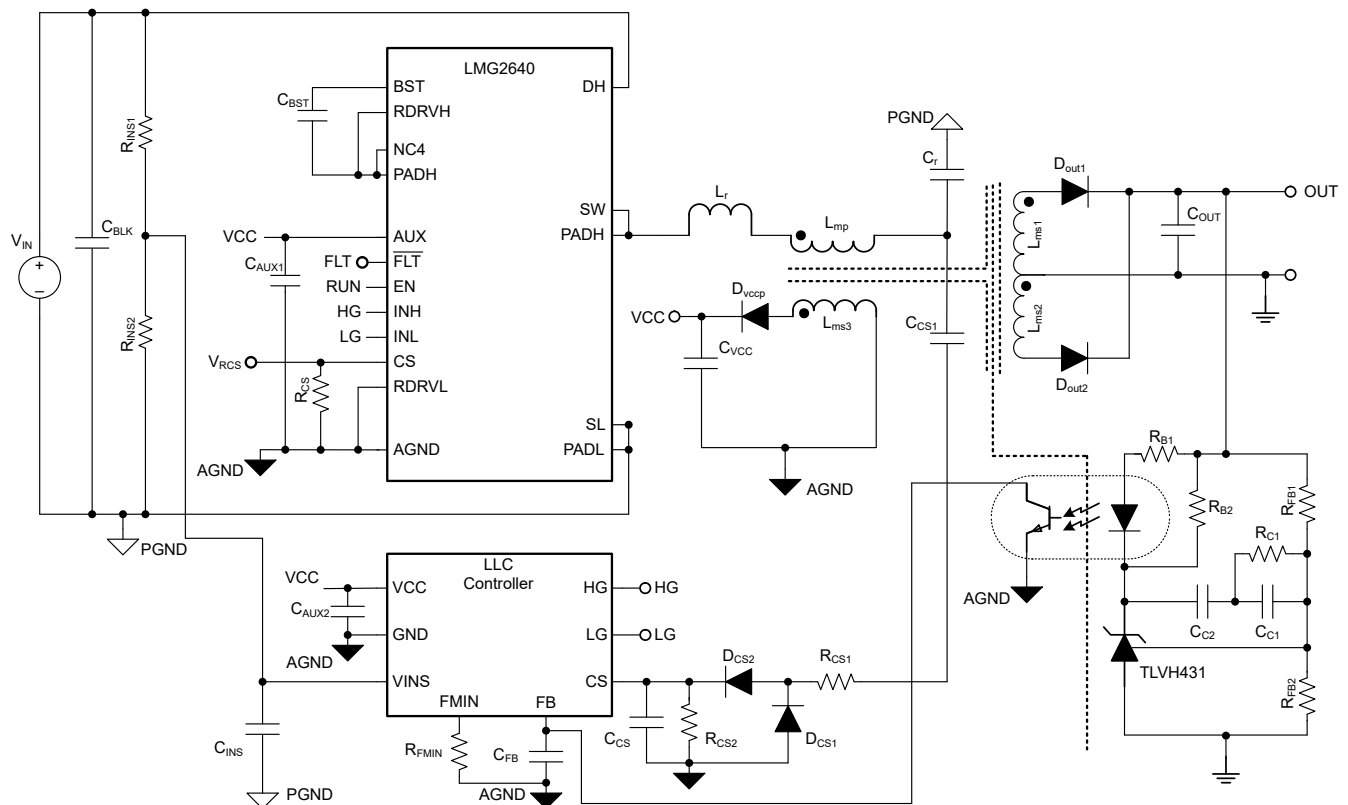 LMG2640
BST
RDRVH
NC4
PADH
AUX
FLT
EN
INH
INL
CS
RDRVL
AGND
DH
SW
PADH
SL
PADL
CBST
VCC
CAUX1
FLT
RUN
HG
LG
VRCS
RCS
AGND
VIN
+
–
CBLK
RINS1
RINS2
PGND
Lr
Lmp
PGND
Cr
CCS1
Dvccp
VCC
Lms3
CVCC
AGND
Lms1
Lms2
Dout1
Dout2
COUT
OUT
RB1
RB2
RFB1
RC1
CC2
CC1
TLVH431
RFB2
AGND
LLC
Controller
VCC
GND
VINS
FMIN
FB
HG
LG
CS
HG
LG
VCC
CAUX2
AGND
CINS
PGND
RFMIN
CFB
AGND
CCS
RCS2
DCS2
DCS1
RCS1